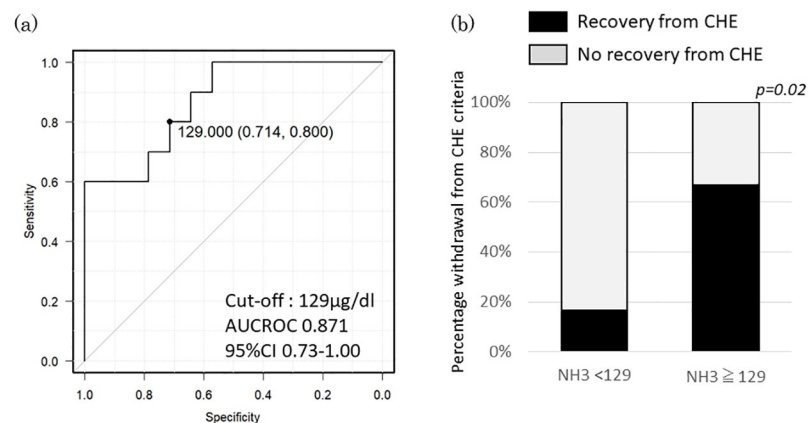 (a)
1.0
0.8
0.6
0.4
0.2
0.0
Sensitivity
129.000 (0.714, 0.800)
Cut-off : 129μg/dl
AUCROC 0.871
95%CI 0.73-1.00
1.0 0.8 0.6 0.4 0.2 0.0
Specificity
(b)
Recovery from CHE
No recovery from CHE
p=0.02
Percentage withdrawal from CHE criteria
100%
80%
60%
40%
20%
0%
NH3 <129 NH3 ≧ 129